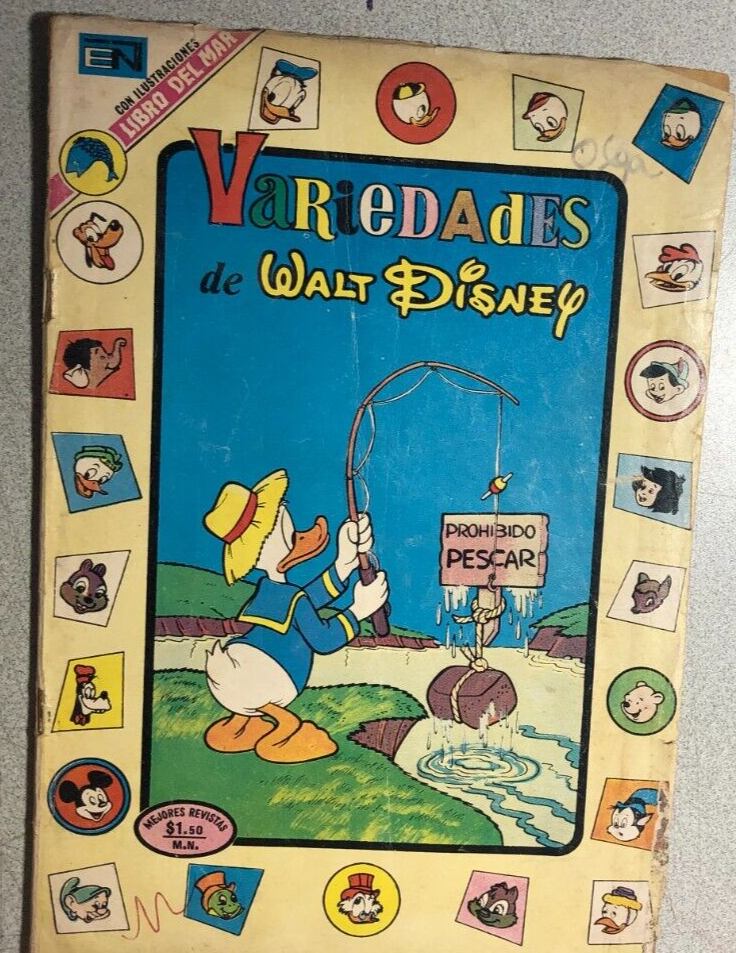 EN
CON ILUSTRACIONES
LIBRO DEL MAR
Olga
VARiEDAdES
de WALT DiSNEY
PROHIBIDO
PESCAR
MEJORES REVISTAS
$1.50
M.N.